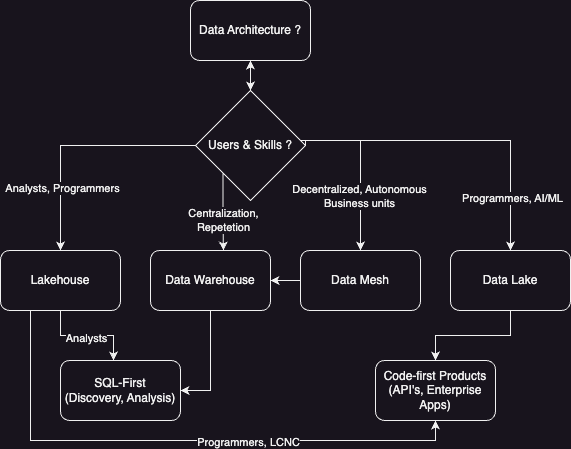 Data Architecture ?
Users & Skills ?
Analysts, Programmers
Centralization,
Repetetion
Decentralized, Autonomous
Business units
Programmers, AI/ML
Lakehouse
Data Warehouse
Data Mesh
Data Lake
Analysts
SQL-First
(Discovery, Analysis)
Code-first Products
(API's, Enterprise
Apps)
Programmers, LCNC